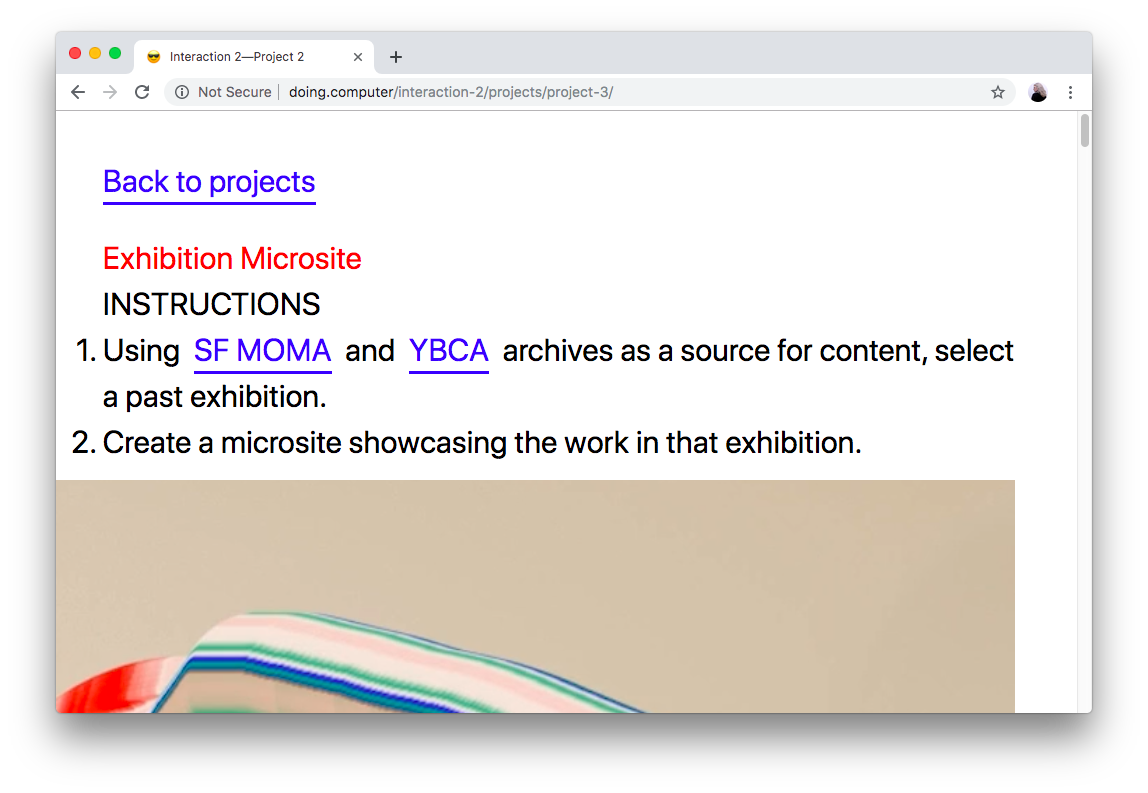 Interaction 2—Project 2
Not Secure doing.computer/interaction-2/projects/project-3/
Back to projects
Exhibition Microsite
INSTRUCTIONS
1. Using SF MOMA and YBCA archives as a source for content, select
a past exhibition.
2. Create a microsite showcasing the work in that exhibition.